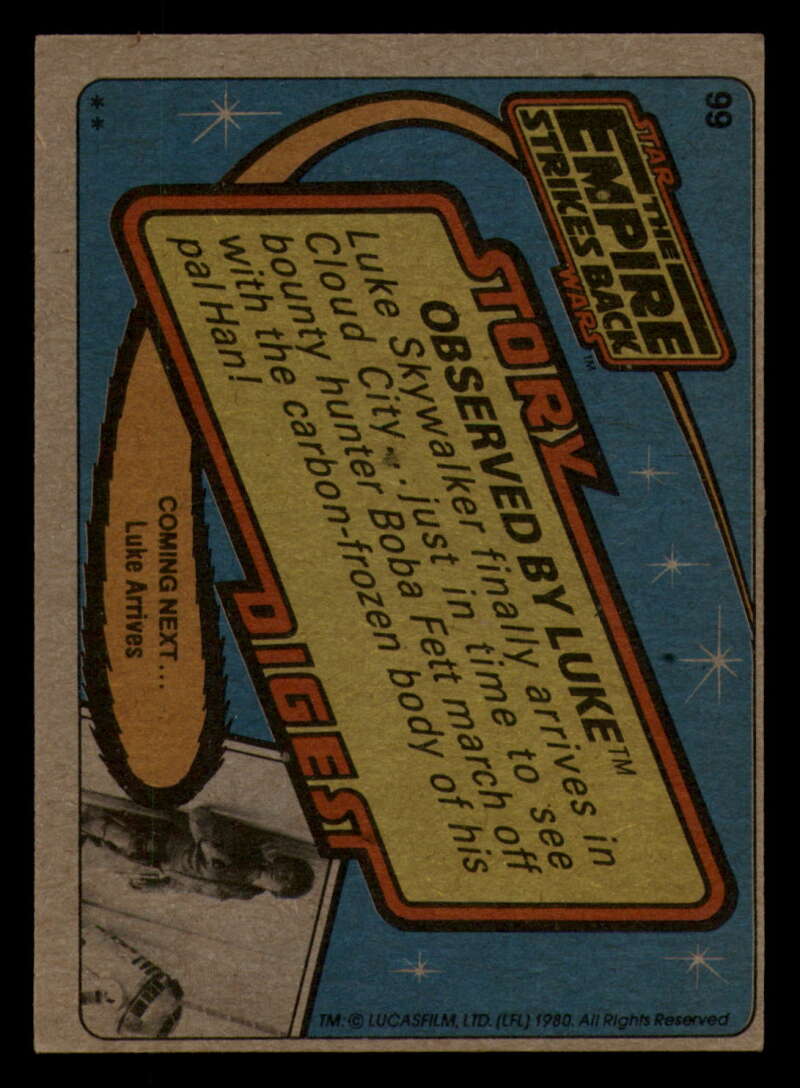 99
STAR
THE
EMPIRE
STRIKES BACK
WARS™
STORY
OBSERVED BY LUKE™
Luke Skywalker finally arrives in
Cloud City...just in time to see
bounty hunter Boba Fett march off
with the carbon-frozen body of his
pal Han!
DIGEST
COMING NEXT...
Luke Arrives
**
TM: © LUCASFILM, LTD. (LFL) 1980. All Rights Reserved